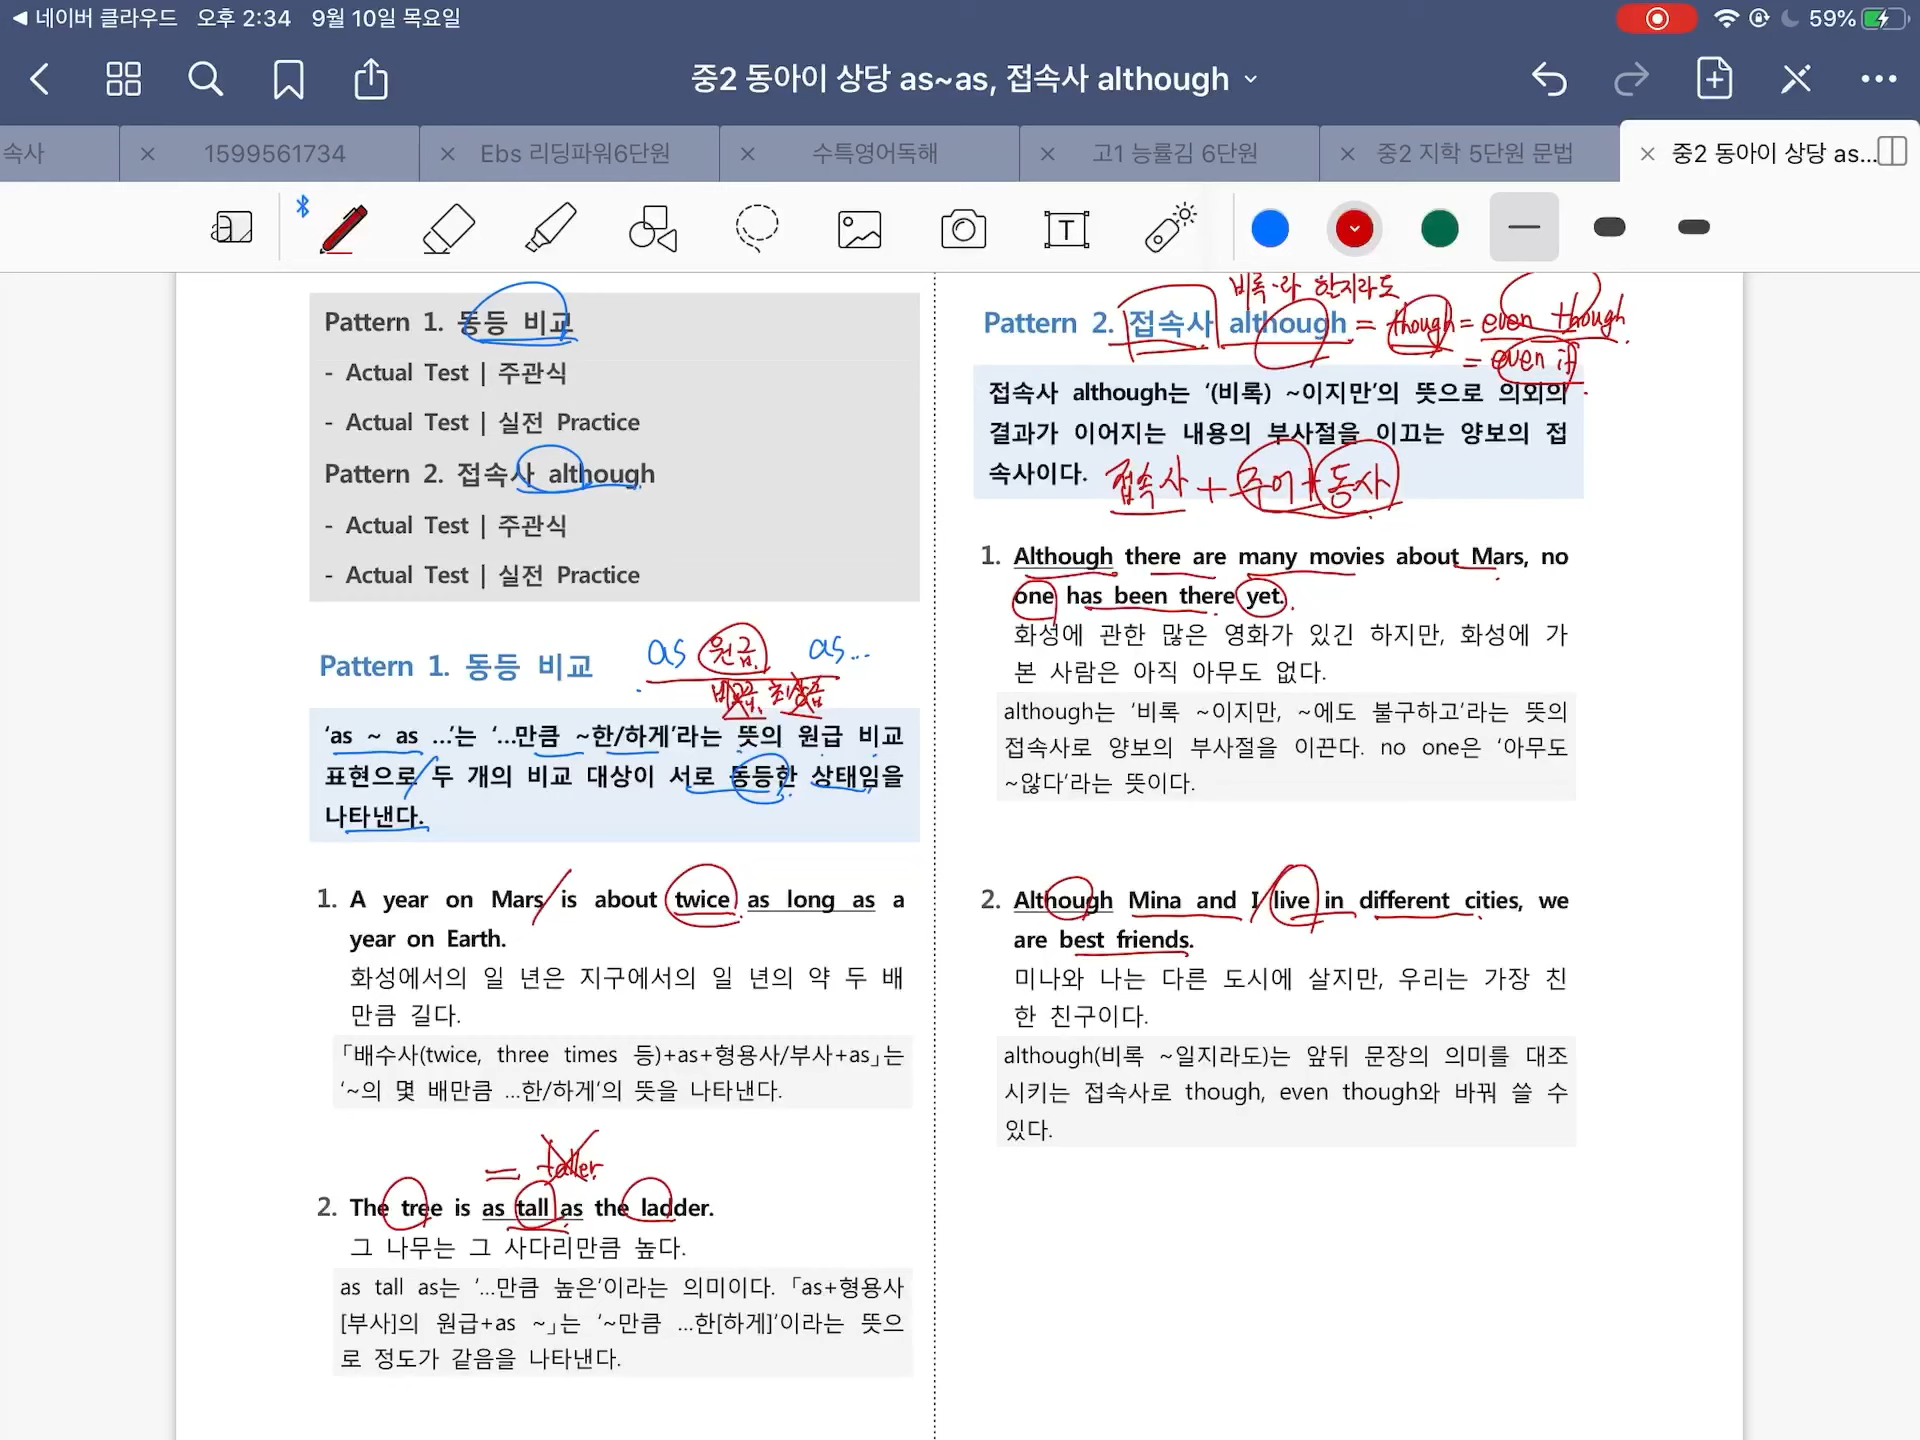 ◀ 네이버 클라우드 오후 2:34 9월 10일 목요일
59%
중2 동아이 상당 as~as, 접속사 although
속사
1599561734
Ebs 리딩파워6단원
수특영어독해
고1 능률김 6단원
중2 지학 5단원 문법
중2 동아이 상당 as...
Pattern 1. 동등 비교
- Actual Test | 주관식
- Actual Test | 실전 Practice
Pattern 2. 접속사 although
- Actual Test | 주관식
- Actual Test | 실전 Practice
as 원급 as...
Pattern 1. 동등 비교
비교급, 최상급
‘as ~ as ...’는 ‘...만큼 ~한/하게’라는 뜻의 원급 비교
표현으로 두 개의 비교 대상이 서로 동등한 상태임을
나타낸다.
1. A year on Mars is about twice as long as a
year on Earth.
화성에서의 일 년은 지구에서의 일 년의 약 두 배
만큼 길다.
「배수사(twice, three times 등)+as+형용사/부사+as」는
‘~의 몇 배만큼 ...한/하게’의 뜻을 나타낸다.
= taller
2. The tree is as tall as the ladder.
그 나무는 그 사다리만큼 높다.
as tall as는 ‘...만큼 높은’이라는 의미이다. 「as+형용사
[부사]의 원급+as ~」는 ‘~만큼 ...한[하게]’이라는 뜻으
로 정도가 같음을 나타낸다.
비록 -라 한지라도
Pattern 2. 접속사 although = though = even though
= even if
접속사 although는 ‘(비록) ~이지만’의 뜻으로 의외의
결과가 이어지는 내용의 부사절을 이끄는 양보의 접
속사이다. 접속사 + 주어 + 동사
1. Although there are many movies about Mars, no
one has been there yet.
화성에 관한 많은 영화가 있긴 하지만, 화성에 가
본 사람은 아직 아무도 없다.
although는 ‘비록 ~이지만, ~에도 불구하고’라는 뜻의
접속사로 양보의 부사절을 이끈다. no one은 ‘아무도
~않다’라는 뜻이다.
2. Although Mina and I live in different cities, we
are best friends.
미나와 나는 다른 도시에 살지만, 우리는 가장 친
한 친구이다.
although(비록 ~일지라도)는 앞뒤 문장의 의미를 대조
시키는 접속사로 though, even though와 바꿔 쓸 수
있다.